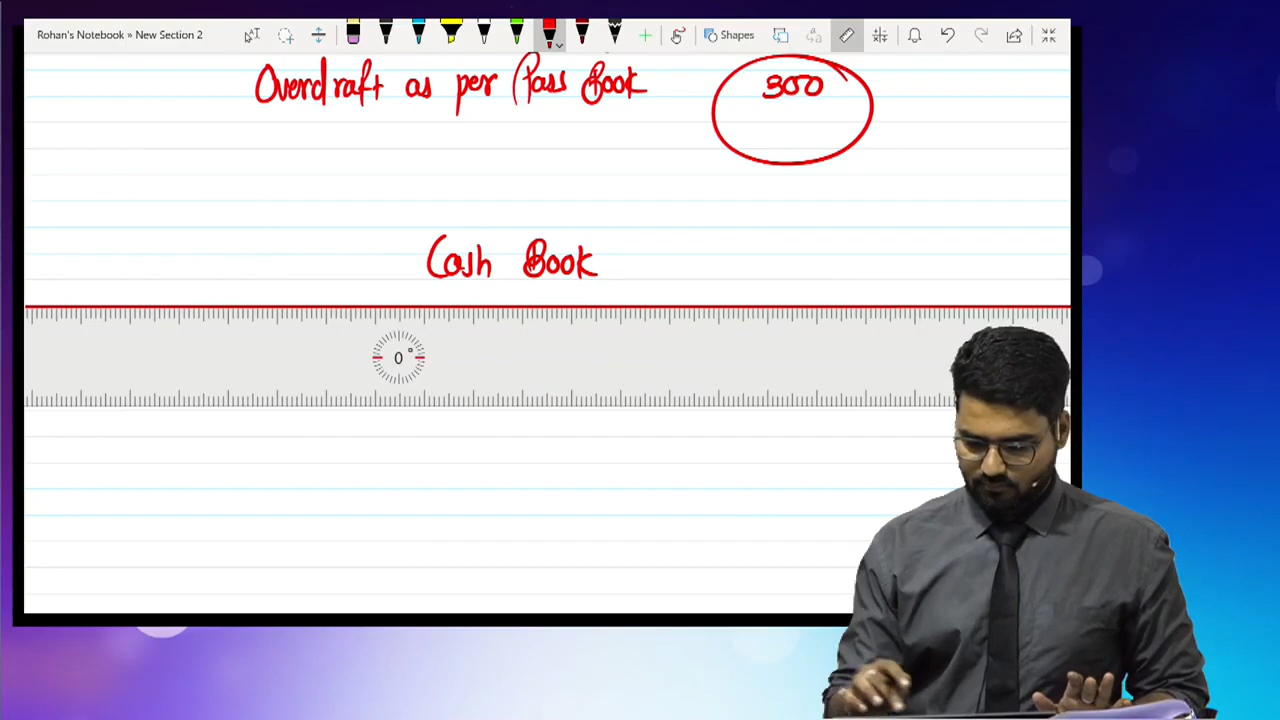 Rohan's Notebook » New Section 2
Shapes
Overdraft as per Pass Book 300
Cash Book
0°